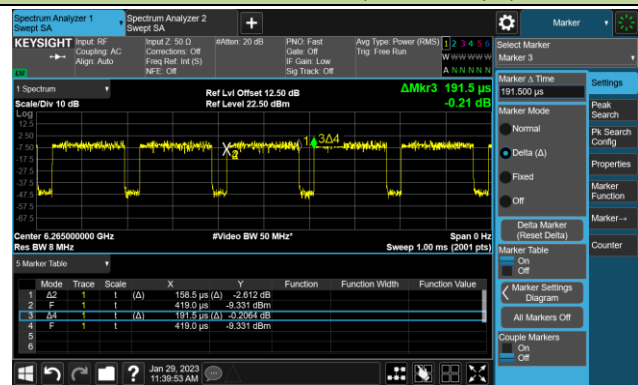 Spectrum Analyzer 1
Swept SA
Spectrum Analyzer 2
Swept SA
+
Marker
KEYSIGHT
Input: RF
Coupling: AC
Align: Auto
Input Z: 50 Ω
Corrections: Off
Freq Ref: Int (S)
NFE: Off
#Atten: 20 dB
PNO: Fast
Gate: Off
IF Gain: Low
Sig Track: Off
Avg Type: Power (RMS)
Trig: Free Run
1 2 3 4 5 6
W W W W W W
A N N N N N
LW
1 Spectrum
Scale/Div 10 dB
Ref Lvl Offset 12.50 dB
Ref Level 22.50 dBm
ΔMkr3 191.5 µs
-0.21 dB
Log
12.5
2.50
-7.50
-17.5
-27.5
-37.5
-47.5
-57.5
-67.5
X2
1
3Δ4
Center 6.265000000 GHz
Res BW 8 MHz
#Video BW 50 MHz*
Span 0 Hz
Sweep 1.00 ms (2001 pts)
5 Marker Table
Mode Trace Scale X Y Function Function Width Function Value
1 Δ2 1 t (Δ) 158.5 µs (Δ) -2.612 dB
2 F 1 t 419.0 µs -9.331 dBm
3 Δ4 1 t (Δ) 191.5 µs (Δ) -0.2064 dB
4 F 1 t 419.0 µs -9.331 dBm
5
6
Jan 29, 2023
11:39:53 AM
Select Marker
Marker 3
Marker Δ Time
191.500 µs
Marker Mode
Normal
Delta (Δ)
Fixed
Off
Delta Marker
(Reset Delta)
Marker Table
On
Off
Marker Settings
Diagram
All Markers Off
Couple Markers
On
Off
Settings
Peak
Search
Pk Search
Config
Properties
Marker
Function
Marker→
Counter